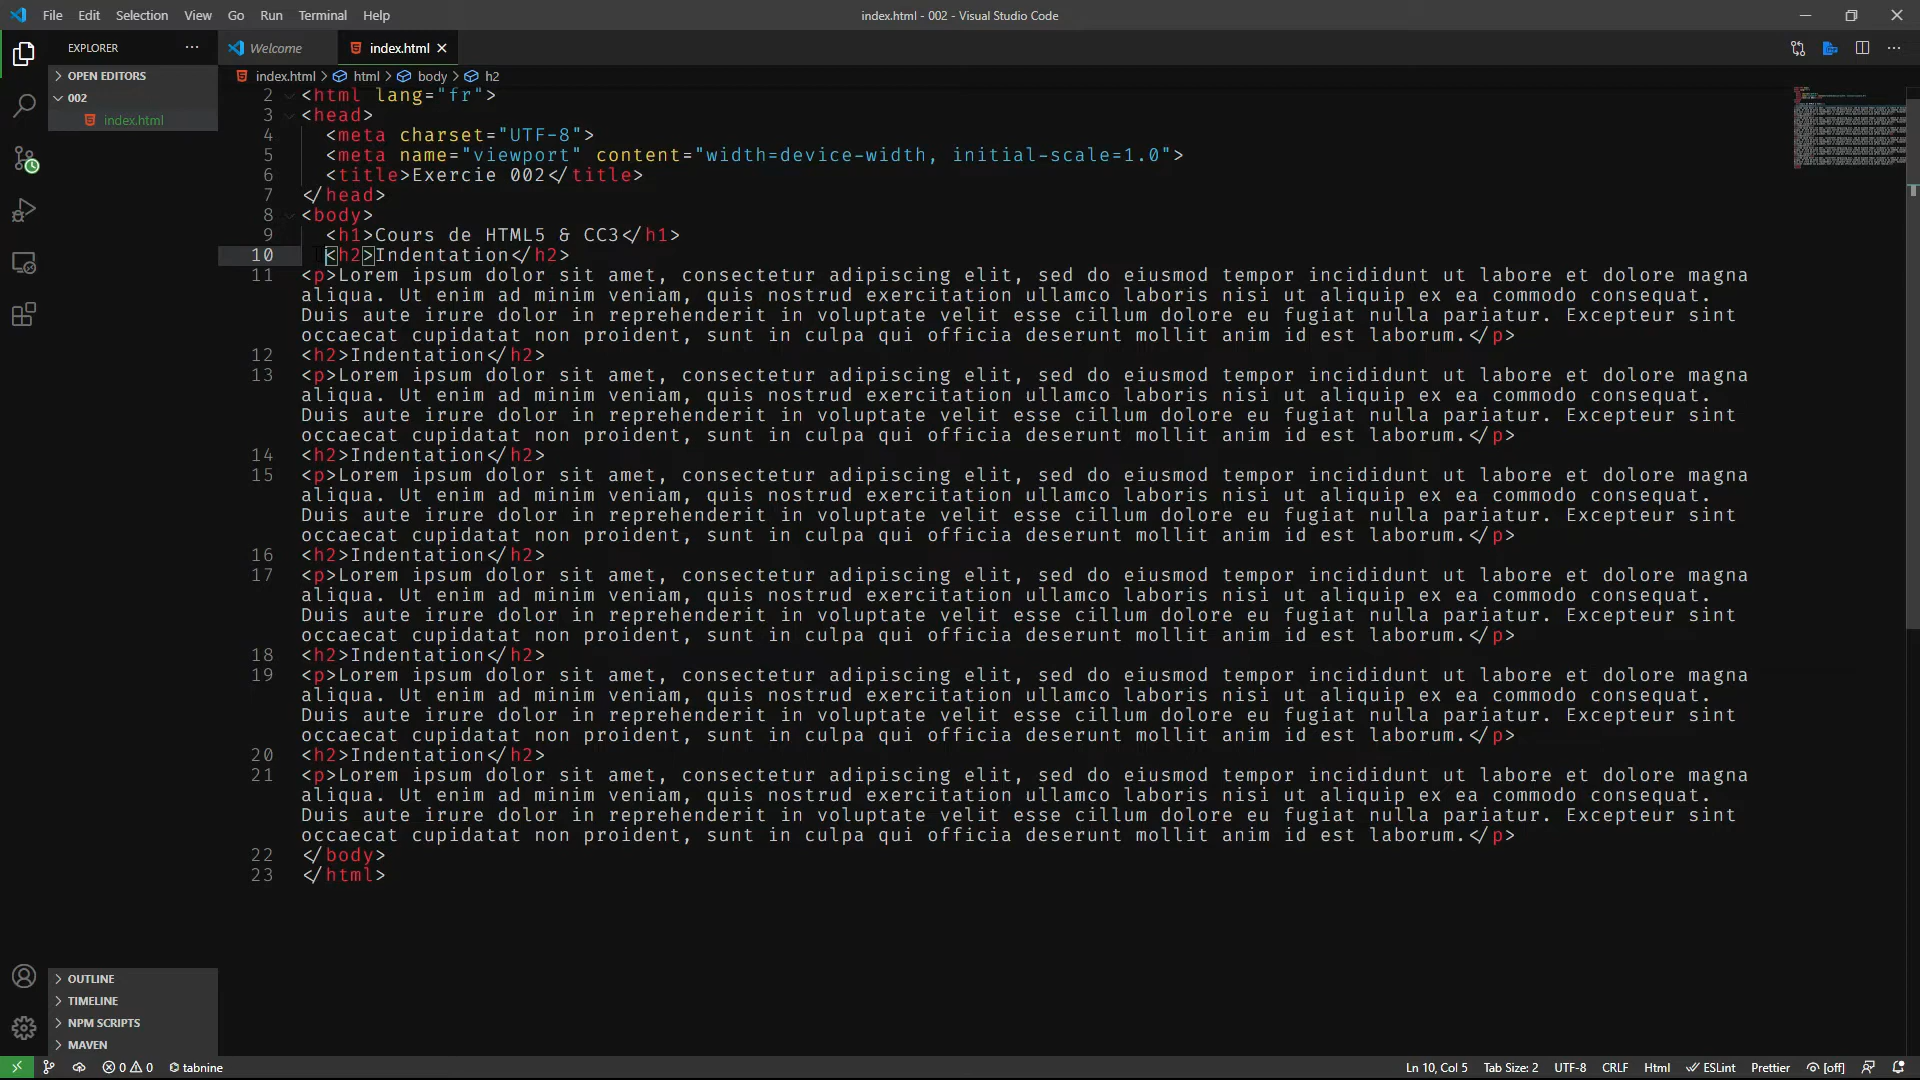 File Edit Selection View Go Run Terminal Help
index.html - 002 - Visual Studio Code
EXPLORER
OPEN EDITORS
002
index.html
Welcome
index.html
index.html > html > body > h2
2 <html lang="fr">
3 <head>
4 <meta charset="UTF-8">
5 <meta name="viewport" content="width=device-width, initial-scale=1.0">
6 <title>Exercie 002</title>
7 </head>
8 <body>
9 <h1>Cours de HTML5 & CC3</h1>
10 <h2>Indentation</h2>
11 <p>Lorem ipsum dolor sit amet, consectetur adipiscing elit, sed do eiusmod tempor incididunt ut labore et dolore magna
aliqua. Ut enim ad minim veniam, quis nostrud exercitation ullamco laboris nisi ut aliquip ex ea commodo consequat.
Duis aute irure dolor in reprehenderit in voluptate velit esse cillum dolore eu fugiat nulla pariatur. Excepteur sint
occaecat cupidatat non proident, sunt in culpa qui officia deserunt mollit anim id est laborum.</p>
12 <h2>Indentation</h2>
13 <p>Lorem ipsum dolor sit amet, consectetur adipiscing elit, sed do eiusmod tempor incididunt ut labore et dolore magna
aliqua. Ut enim ad minim veniam, quis nostrud exercitation ullamco laboris nisi ut aliquip ex ea commodo consequat.
Duis aute irure dolor in reprehenderit in voluptate velit esse cillum dolore eu fugiat nulla pariatur. Excepteur sint
occaecat cupidatat non proident, sunt in culpa qui officia deserunt mollit anim id est laborum.</p>
14 <h2>Indentation</h2>
15 <p>Lorem ipsum dolor sit amet, consectetur adipiscing elit, sed do eiusmod tempor incididunt ut labore et dolore magna
aliqua. Ut enim ad minim veniam, quis nostrud exercitation ullamco laboris nisi ut aliquip ex ea commodo consequat.
Duis aute irure dolor in reprehenderit in voluptate velit esse cillum dolore eu fugiat nulla pariatur. Excepteur sint
occaecat cupidatat non proident, sunt in culpa qui officia deserunt mollit anim id est laborum.</p>
16 <h2>Indentation</h2>
17 <p>Lorem ipsum dolor sit amet, consectetur adipiscing elit, sed do eiusmod tempor incididunt ut labore et dolore magna
aliqua. Ut enim ad minim veniam, quis nostrud exercitation ullamco laboris nisi ut aliquip ex ea commodo consequat.
Duis aute irure dolor in reprehenderit in voluptate velit esse cillum dolore eu fugiat nulla pariatur. Excepteur sint
occaecat cupidatat non proident, sunt in culpa qui officia deserunt mollit anim id est laborum.</p>
18 <h2>Indentation</h2>
19 <p>Lorem ipsum dolor sit amet, consectetur adipiscing elit, sed do eiusmod tempor incididunt ut labore et dolore magna
aliqua. Ut enim ad minim veniam, quis nostrud exercitation ullamco laboris nisi ut aliquip ex ea commodo consequat.
Duis aute irure dolor in reprehenderit in voluptate velit esse cillum dolore eu fugiat nulla pariatur. Excepteur sint
occaecat cupidatat non proident, sunt in culpa qui officia deserunt mollit anim id est laborum.</p>
20 <h2>Indentation</h2>
21 <p>Lorem ipsum dolor sit amet, consectetur adipiscing elit, sed do eiusmod tempor incididunt ut labore et dolore magna
aliqua. Ut enim ad minim veniam, quis nostrud exercitation ullamco laboris nisi ut aliquip ex ea commodo consequat.
Duis aute irure dolor in reprehenderit in voluptate velit esse cillum dolore eu fugiat nulla pariatur. Excepteur sint
occaecat cupidatat non proident, sunt in culpa qui officia deserunt mollit anim id est laborum.</p>
22 </body>
23 </html>
OUTLINE
TIMELINE
NPM SCRIPTS
MAVEN
0 0 tabnine
Ln 10, Col 5 Tab Size: 2 UTF-8 CRLF Html ESLint Prettier [off]